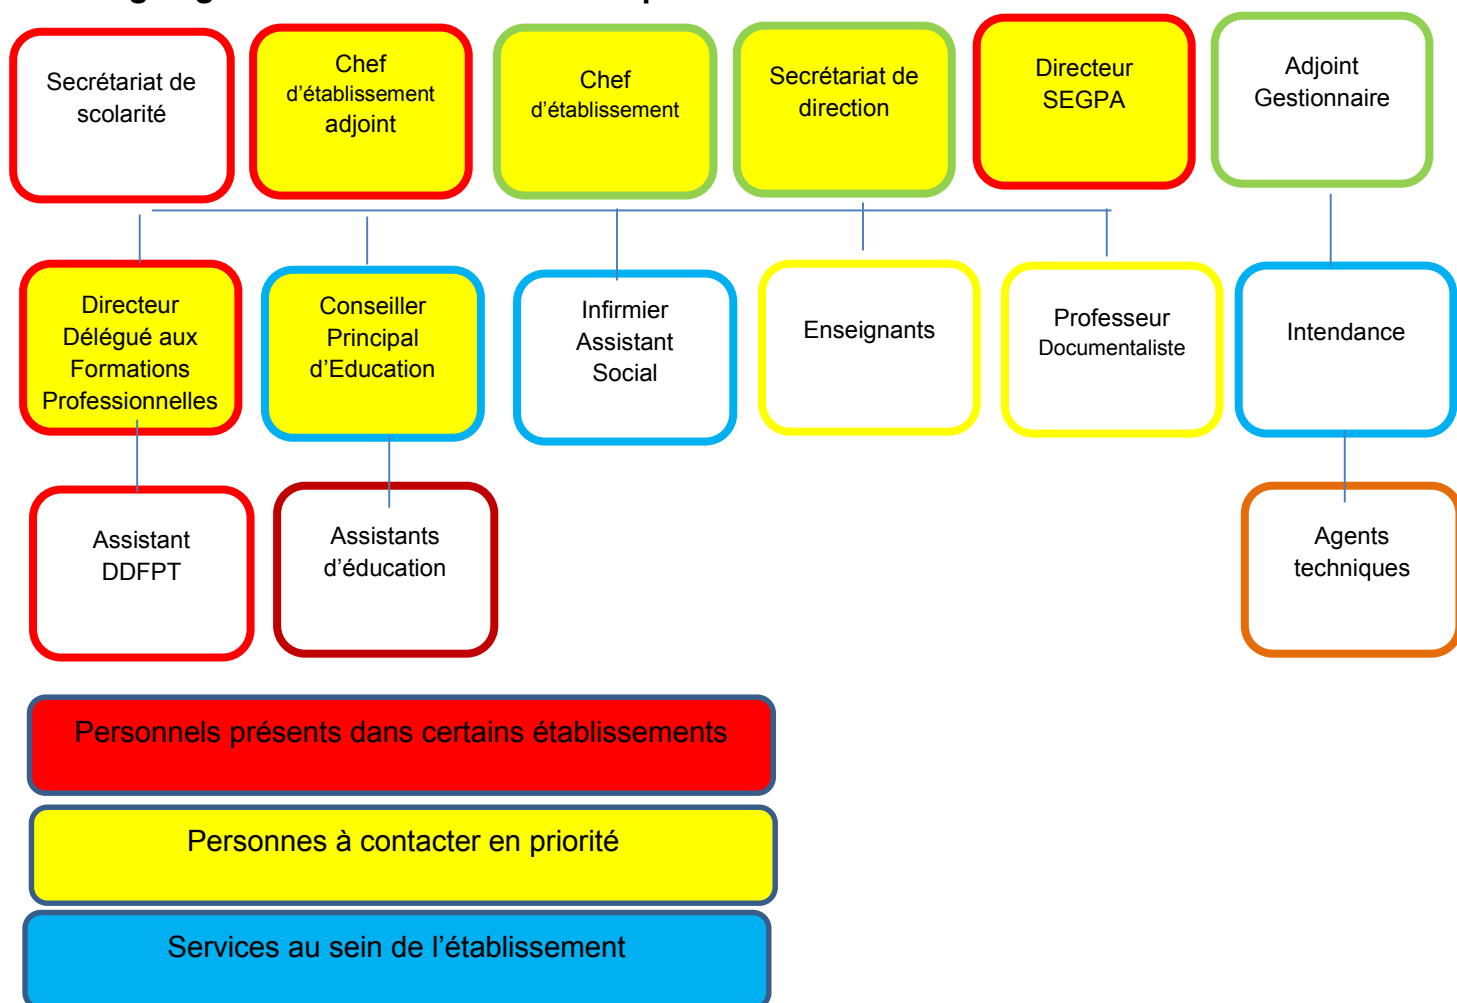 Secrétariat de
scolarité
Chef
d’établissement
adjoint
Chef
d’établissement
Secrétariat de
direction
Directeur
SEGPA
Adjoint
Gestionnaire
Directeur
Délégué aux
Formations
Professionnelles
Conseiller
Principal
d’Education
Infirmier
Assistant
Social
Enseignants
Professeur
Documentaliste
Intendance
Assistant
DDFPT
Assistants
d’éducation
Agents
techniques
Personnels présents dans certains établissements
Personnes à contacter en priorité
Services au sein de l’établissement